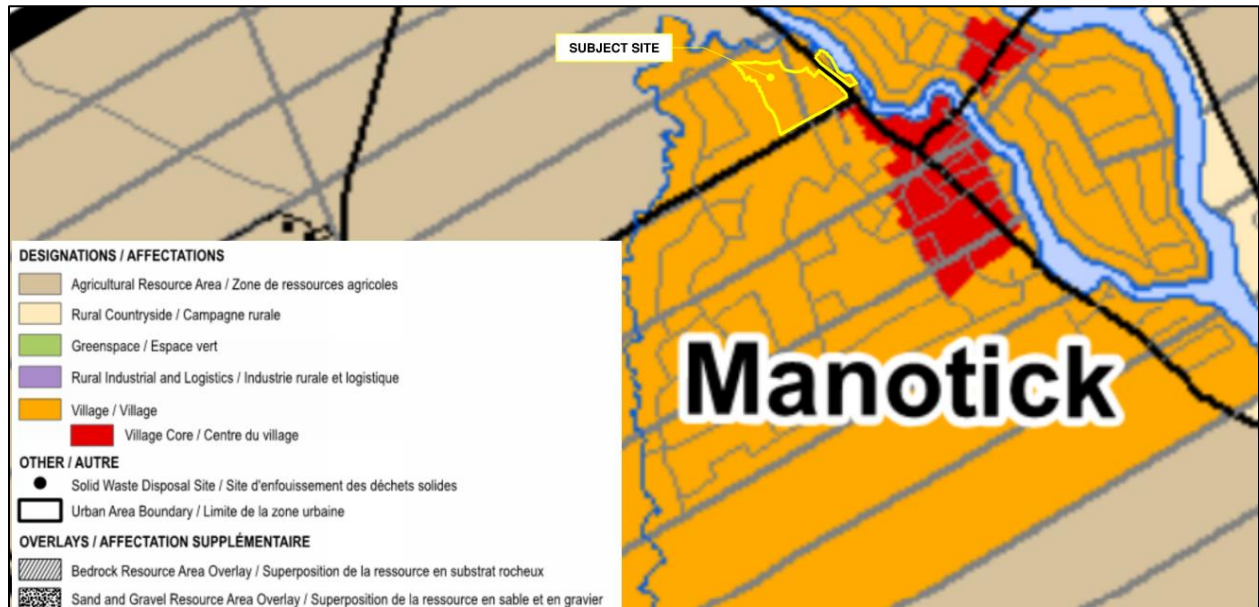 SUBJECT SITE
Manotick
DESIGNATIONS / AFFECTATIONS
Agricultural Resource Area / Zone de ressources agricoles
Rural Countryside / Campagne rurale
Greenspace / Espace vert
Rural Industrial and Logistics / Industrie rurale et logistique
Village / Village
Village Core / Centre du village
OTHER / AUTRE
Solid Waste Disposal Site / Site d'enfouissement des déchets solides
Urban Area Boundary / Limite de la zone urbaine
OVERLAYS / AFFECTATION SUPPLÉMENTAIRE
Bedrock Resource Area Overlay / Superposition de la ressource en substrat rocheux
Sand and Gravel Resource Area Overlay / Superposition de la ressource en sable et en gravier